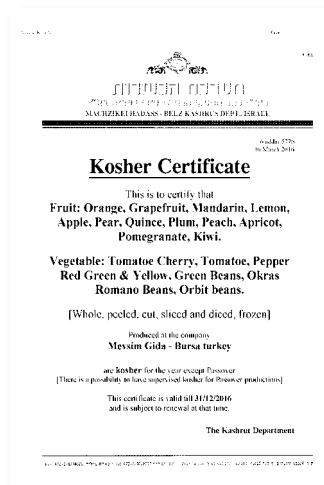 MACHZIKEI HADASS - BELZ KASHRUS DEPT. ISRAEL
March 2016
Kosher Certificate
This is to certify that
Fruit: Orange, Grapefruit, Mandarin, Lemon,
Apple, Pear, Quince, Plum, Peach, Apricot,
Pomegranate, Kiwi.
Vegetable: Tomatoe Cherry, Tomatoe, Pepper
Red Green & Yellow, Green Beans, Okras
Romano Beans, Orbit beans.
[Whole, peeled, cut, sliced and diced, frozen]
Produced at the company
Mevsim Gida - Bursa turkey
are kosher for the year except Passover
[There is a possibility to have supervised kosher for Passover productions]
This certificate is valid till 31/12/2016
and is subject to renewal at that time.
The Kashrut Department